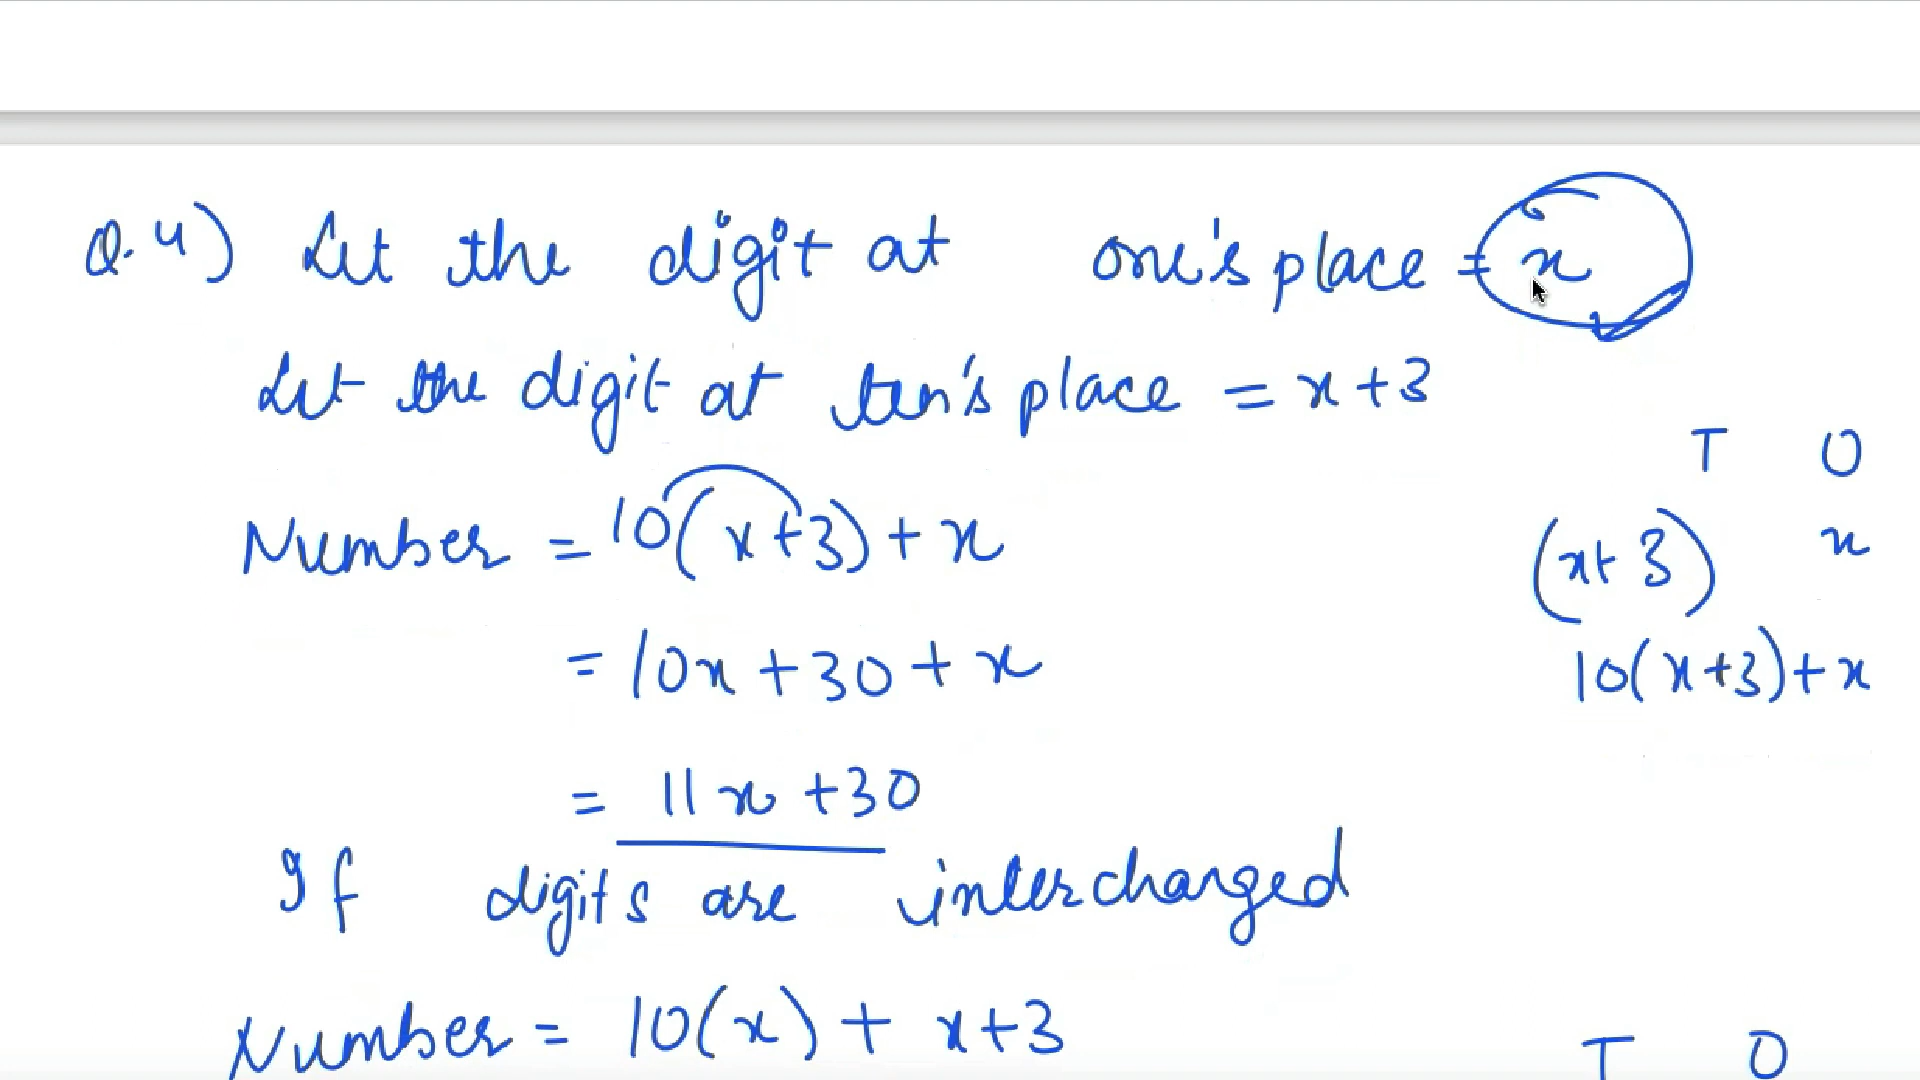 Q.4) Let the digit at one's place = x
Let the digit at ten's place = x+3
T O
Number = 10(x+3)+x
(x+3) x
= 10x+30+x
10(x+3)+x
= 11x+30
If digits are interchanged
Number = 10(x) + x+3
T O